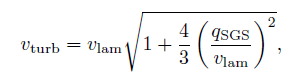 v_turb = v_lam √(1 + 4/3 (q_SGS / v_lam)^2),